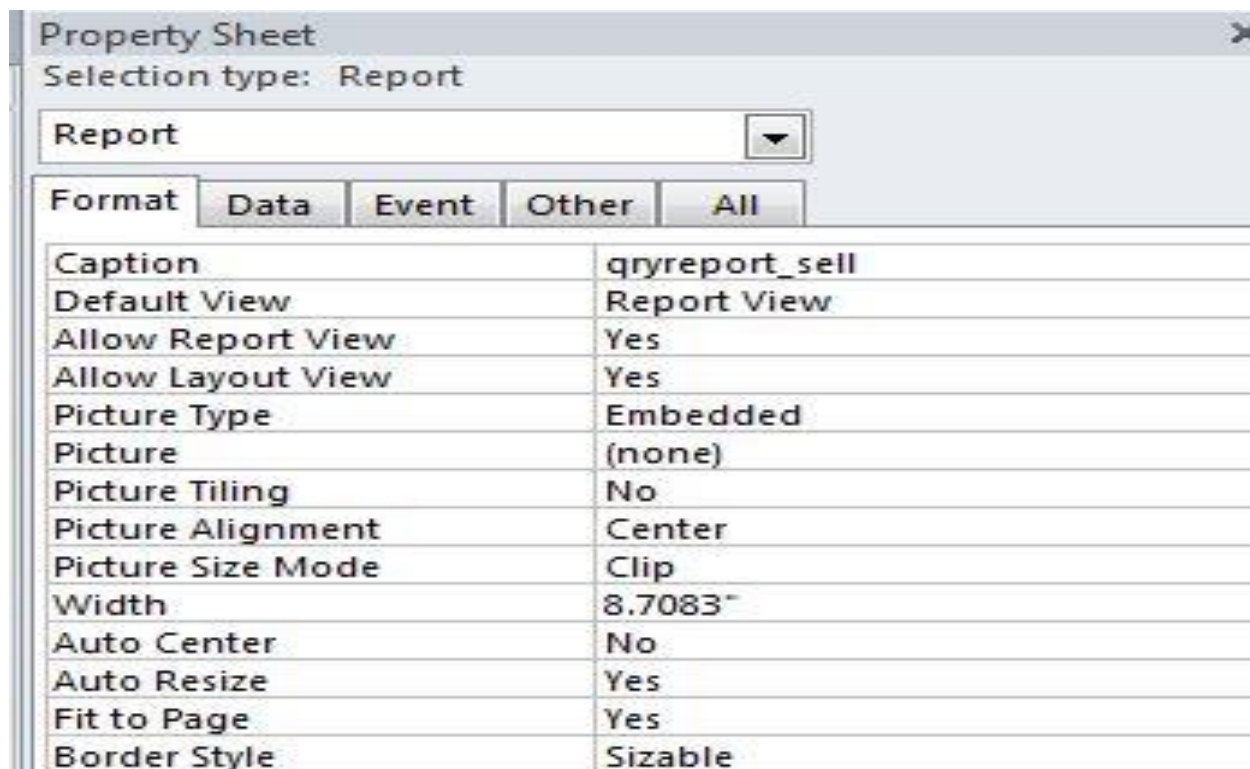 Property Sheet
Selection type: Report
Report
Format Data Event Other All
Caption qryreport_sell
Default View Report View
Allow Report View Yes
Allow Layout View Yes
Picture Type Embedded
Picture (none)
Picture Tiling No
Picture Alignment Center
Picture Size Mode Clip
Width 8.7083"
Auto Center No
Auto Resize Yes
Fit to Page Yes
Border Style Sizable